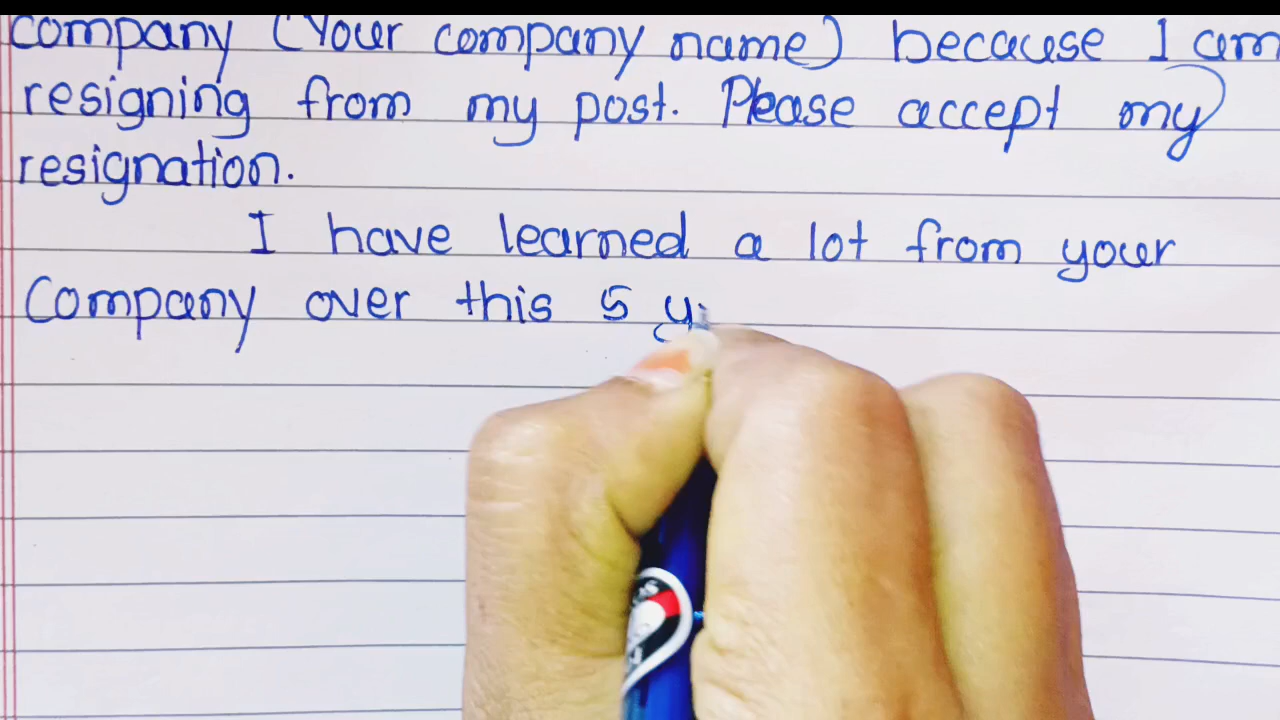 company (Your company name) because I am
resigning from my post. Please accept my
resignation.
I have learned a lot from your
Company over this 5